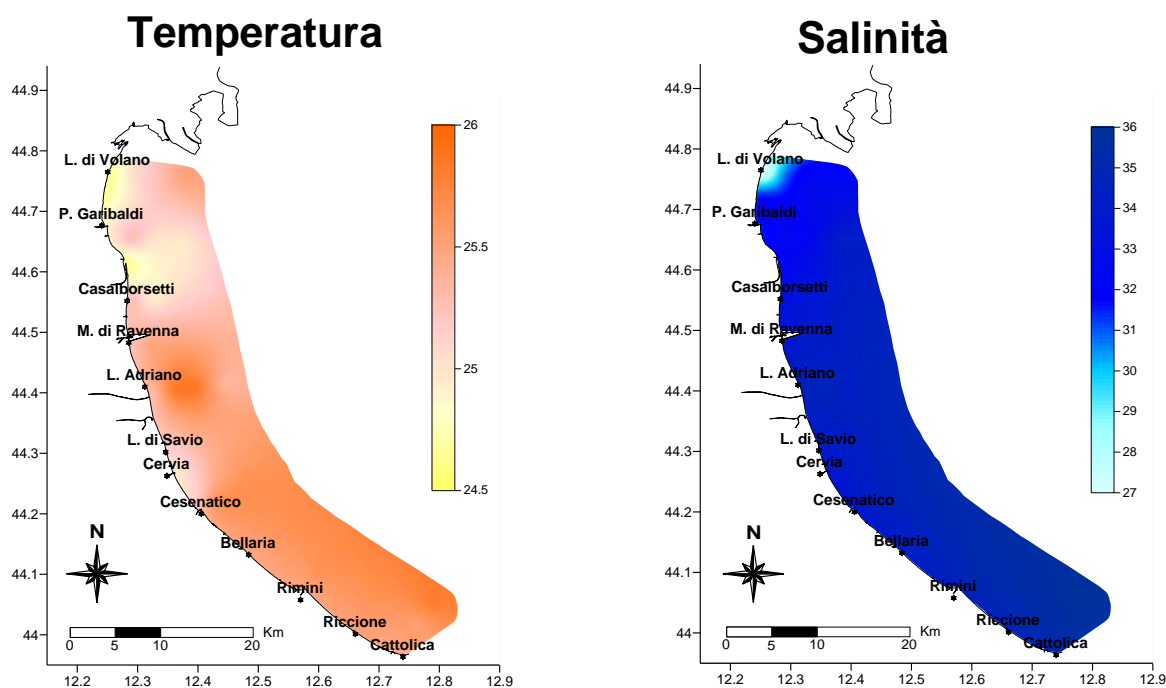 Temperatura
44.9
44.8
44.7
44.6
44.5
44.4
44.3
44.2
44.1
44
12.2 12.3 12.4 12.5 12.6 12.7 12.8 12.9
L. di Volano
P. Garibaldi
Casalborsetti
M. di Ravenna
L. Adriano
L. di Savio
Cervia
Cesenatico
Bellaria
Rimini
Riccione
Cattolica
N
0 5 10 20 Km
26
25.5
25
24.5
Salinità
44.9
44.8
44.7
44.6
44.5
44.4
44.3
44.2
44.1
44
12.2 12.3 12.4 12.5 12.6 12.7 12.8 12.9
L. di Volano
P. Garibaldi
Casalborsetti
M. di Ravenna
L. Adriano
L. di Savio
Cervia
Cesenatico
Bellaria
Rimini
Riccione
Cattolica
N
0 5 10 20 Km
36
35
34
33
32
31
30
29
28
27